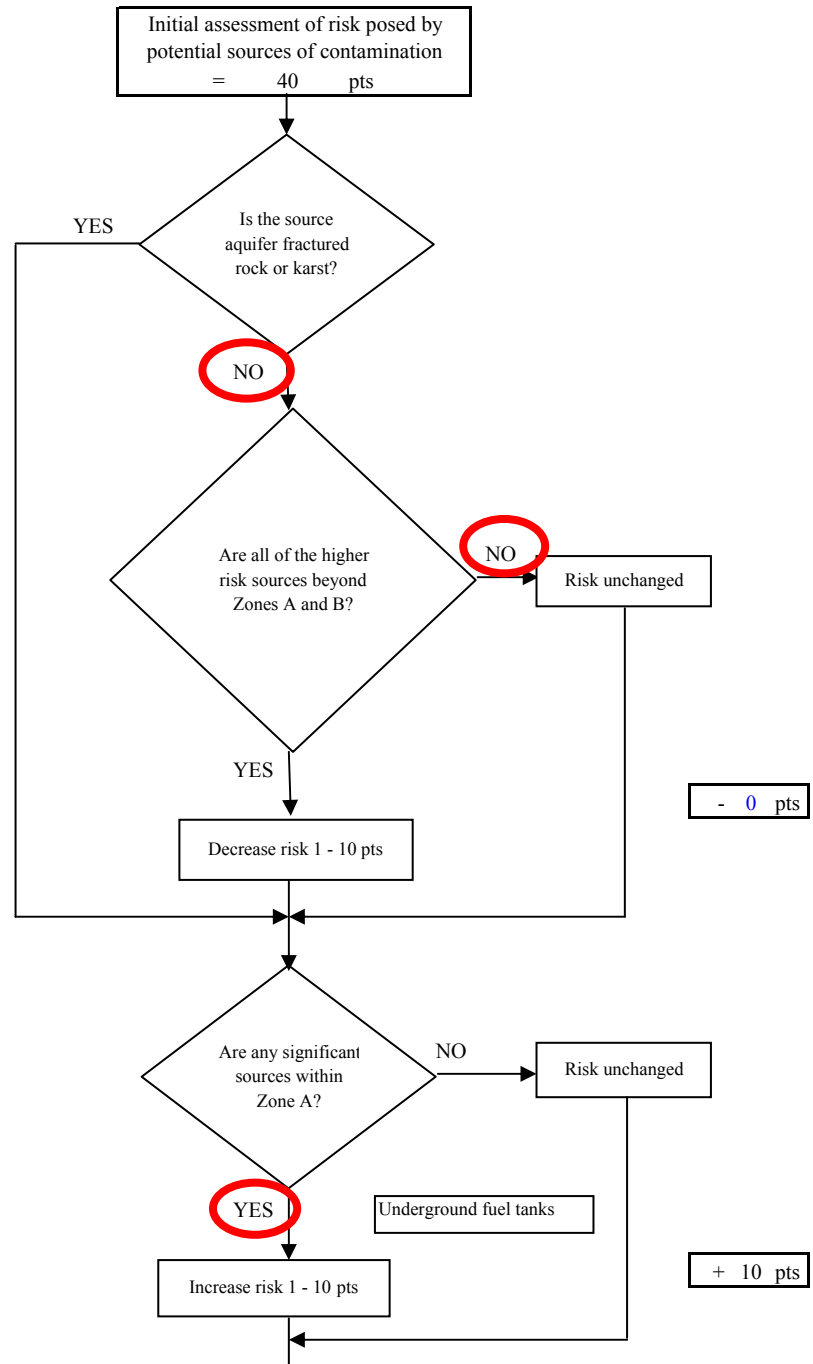 Initial assessment of risk posed by
potential sources of contamination
= 40 pts
YES
Is the source
aquifer fractured
rock or karst?
NO
Are all of the higher
risk sources beyond
Zones A and B?
NO
Risk unchanged
YES
- 0 pts
Decrease risk 1 - 10 pts
Are any significant
sources within
Zone A?
NO
Risk unchanged
YES
Underground fuel tanks
+ 10 pts
Increase risk 1 - 10 pts